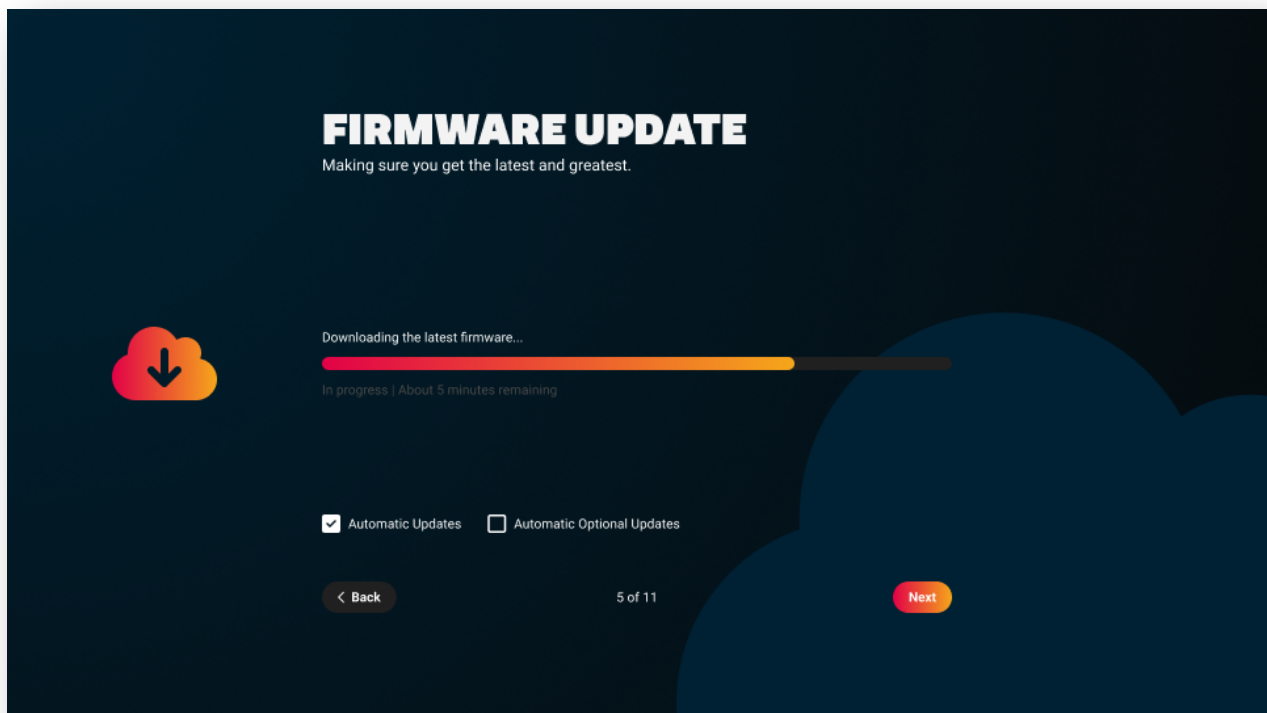 FIRMWARE UPDATE
Making sure you get the latest and greatest.
Downloading the latest firmware...
In progress | About 5 minutes remaining
Automatic Updates
Automatic Optional Updates
Back
5 of 11
Next